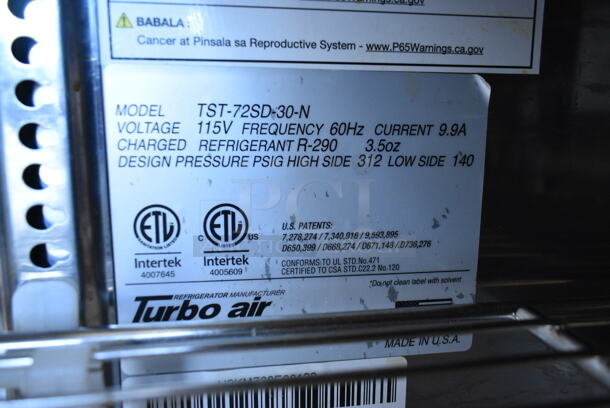 BABALA
Cancer at Pinsala sa Reproductive System - www.P65Warnings.ca.gov
MODEL TST-72SD-30-N
VOLTAGE 115V FREQUENCY 60Hz CURRENT 9.9A
CHARGED REFRIGERANT R-290 3.5oz
DESIGN PRESSURE PSIG HIGH SIDE 312 LOW SIDE 140
PCI
ETL
Intertek
4007645
C ETL US
Intertek
4005609
U.S. PATENTS:
7,278,274 / 7,340,916 / 9,593,895
D650,399 / D668,274 / D671,148 / D736,276
CONFORMS TO UL STD.No.471
CERTIFIED TO CSA STD.C22.2 No.120
*Do not clean label with solvent
REFRIGERATOR MANUFACTURER
Turbo air
MADE IN U.S.A.